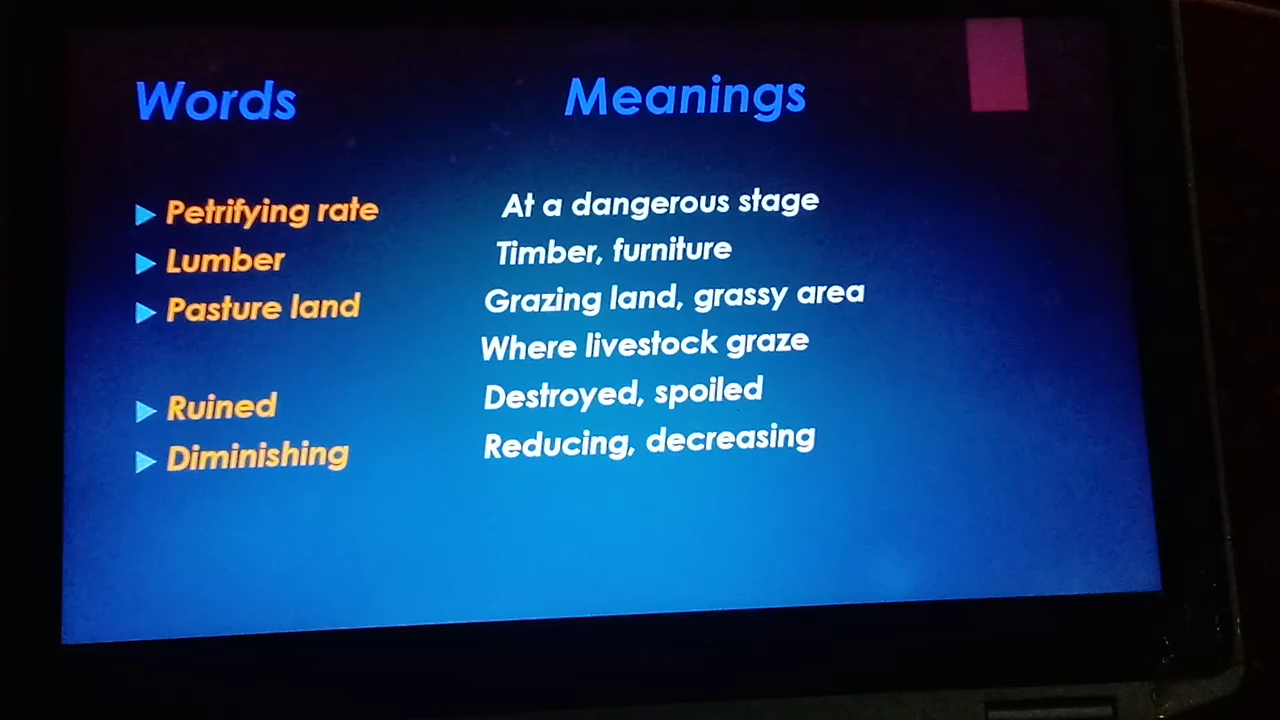 Words Meanings
Petrifying rate At a dangerous stage
Lumber Timber, furniture
Pasture land Grazing land, grassy area
Where livestock graze
Ruined Destroyed, spoiled
Diminishing Reducing, decreasing